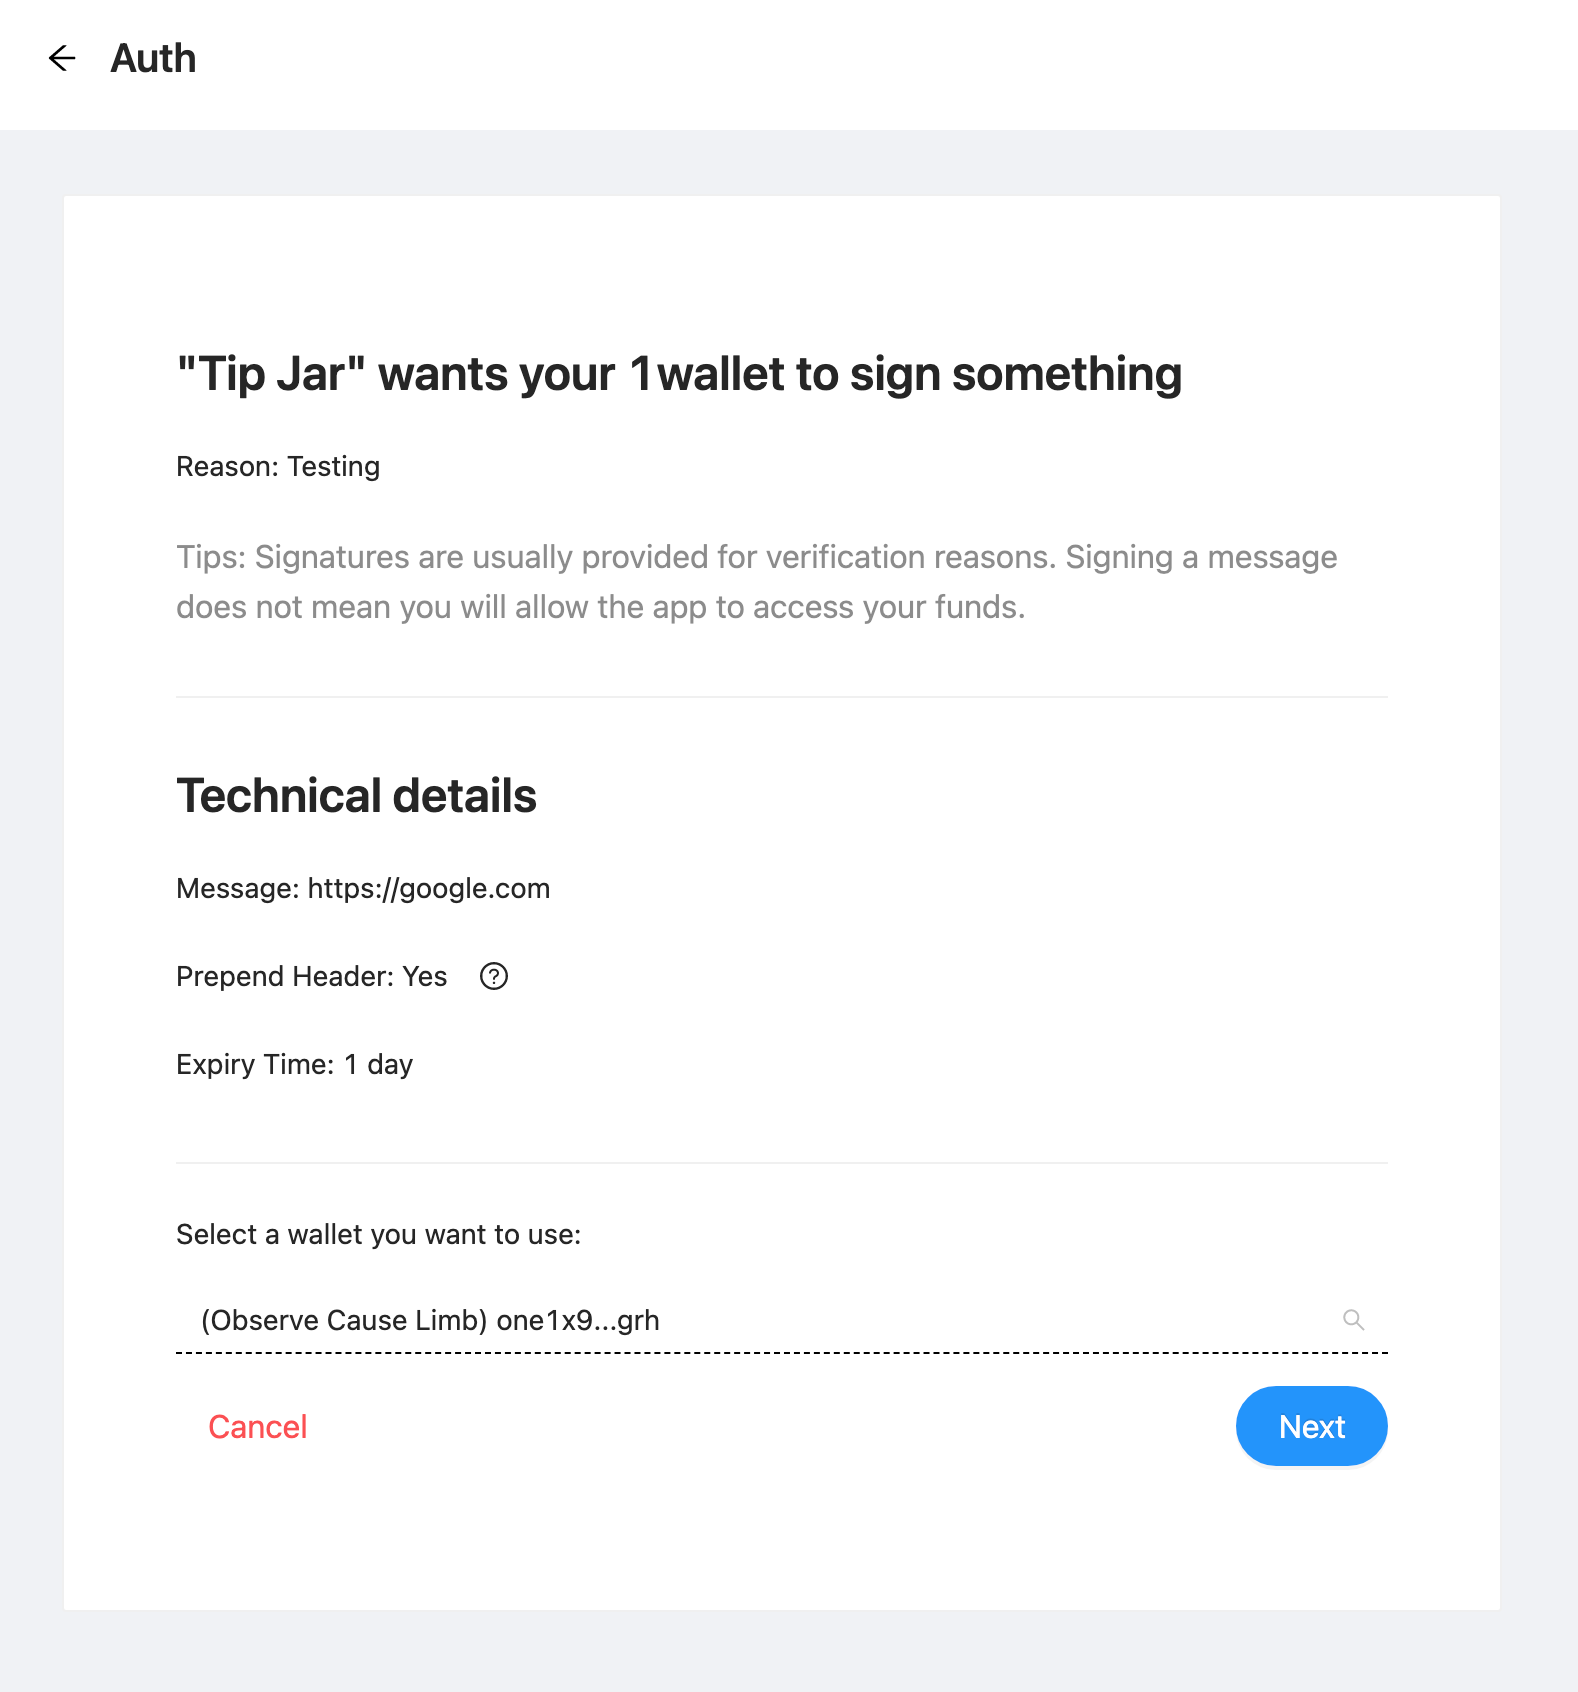 Auth
"Tip Jar" wants your 1wallet to sign something
Reason: Testing
Tips: Signatures are usually provided for verification reasons. Signing a message
does not mean you will allow the app to access your funds.
Technical details
Message: https://google.com
Prepend Header: Yes
Expiry Time: 1 day
Select a wallet you want to use:
(Observe Cause Limb) one1x9...grh
Cancel
Next